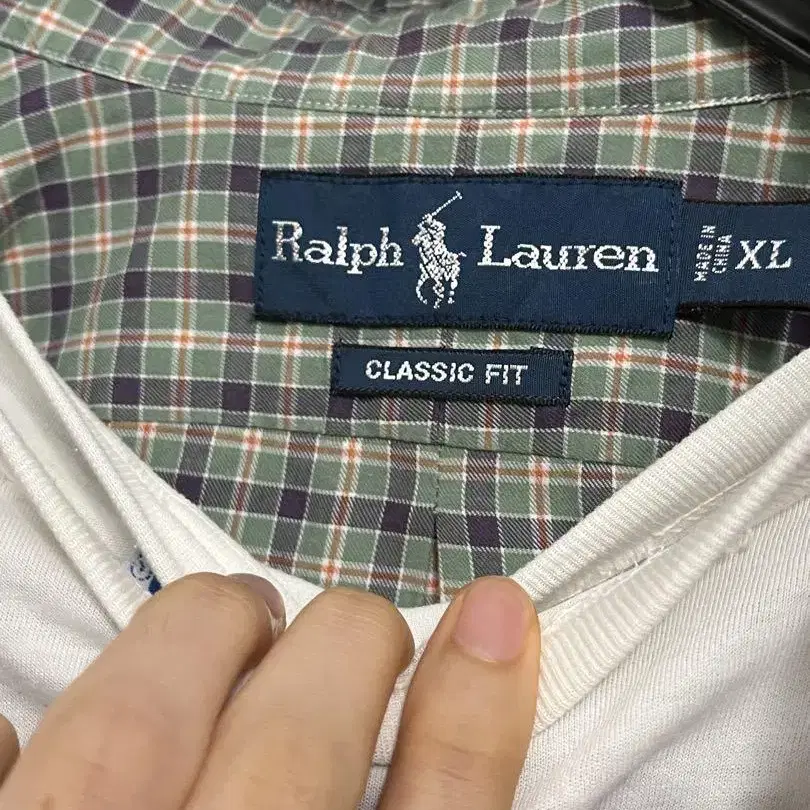 Ralph Lauren
MADE IN
CHINA
XL
CLASSIC FIT